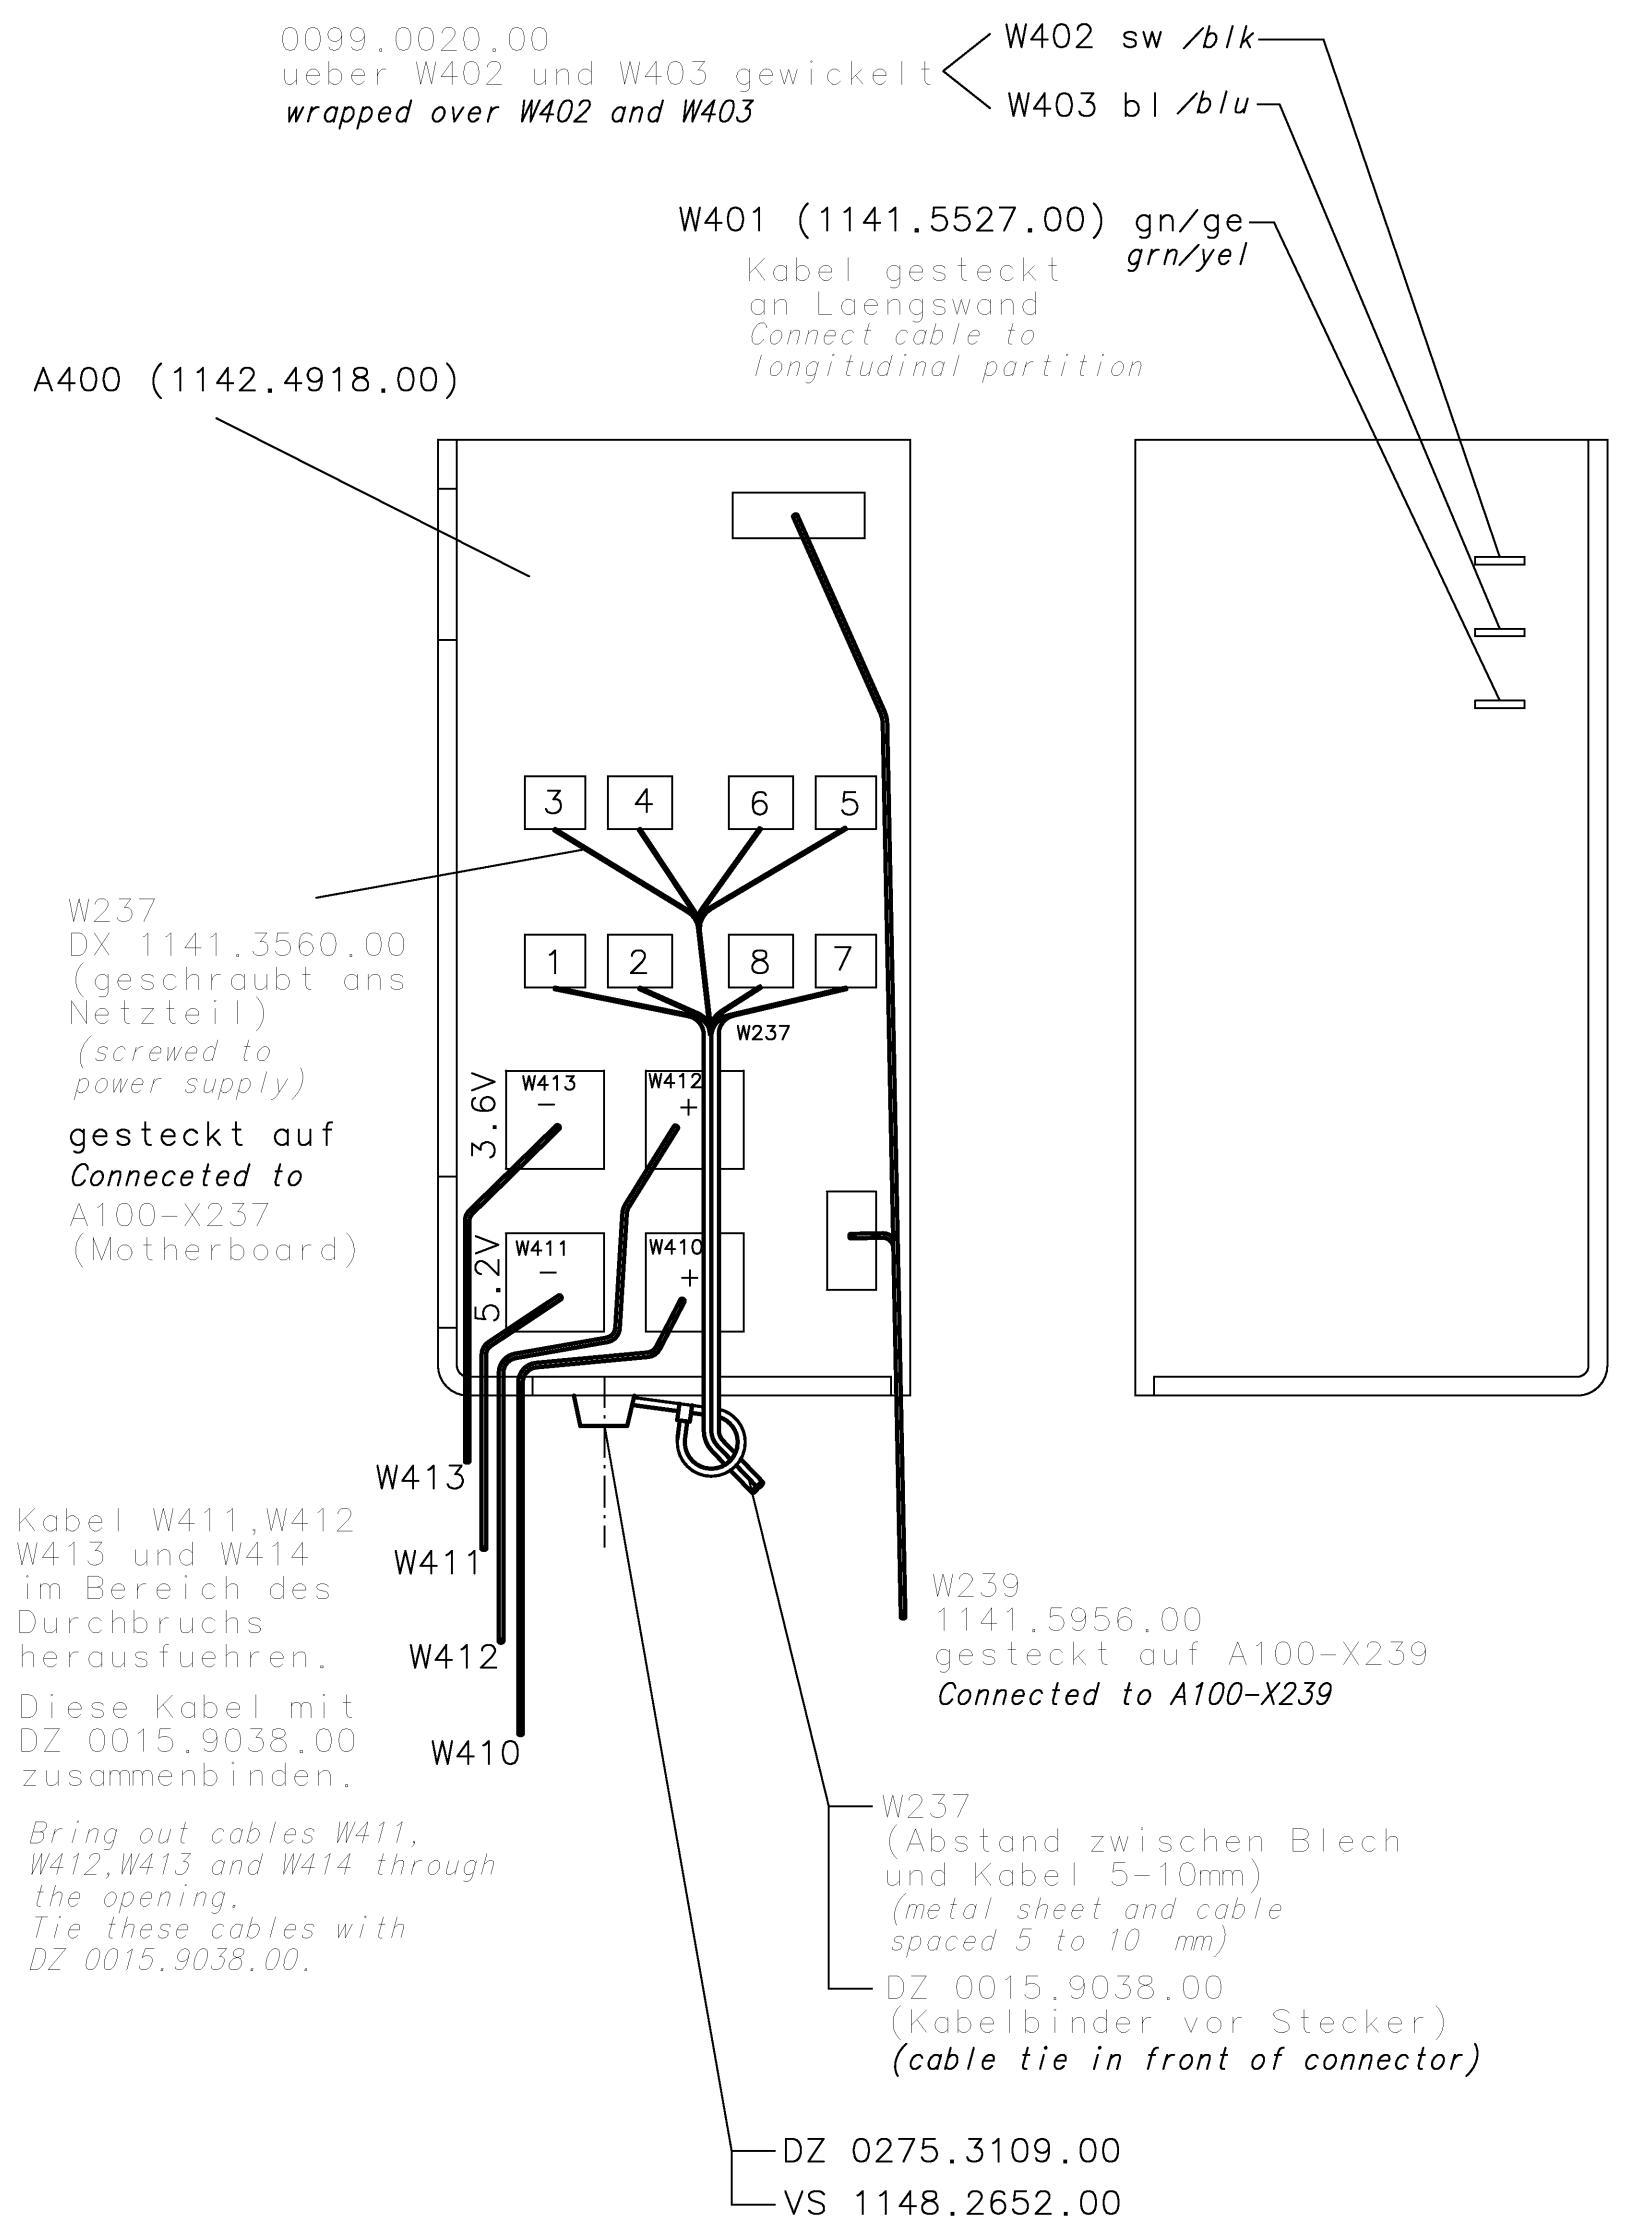 0099.0020.00
ueber W402 und W403 gewickelt
wrapped over W402 and W403
W402 sw /blk
W403 bl /blu
W401 (1141.5527.00) gn/ge
grn/yel
Kabel gesteckt
an Laengswand
Connect cable to
longitudinal partition
A400 (1142.4918.00)
3 4 6 5
W237
DX 1141.3560.00
(geschraubt ans
Netzteil)
(screwed to
power supply)
gesteckt auf
Conneceted to
A100-X237
(Motherboard)
1 2 8 7
W237
3.6V
W413
-
W412
+
5.2V
W411
-
W410
+
W413
W411
W412
W410
Kabel W411,W412
W413 und W414
im Bereich des
Durchbruchs
herausfuehren.
Diese Kabel mit
DZ 0015.9038.00
zusammenbinden.
Bring out cables W411,
W412,W413 and W414 through
the opening.
Tie these cables with
DZ 0015.9038.00.
W239
1141.5956.00
gesteckt auf A100-X239
Connected to A100-X239
W237
(Abstand zwischen Blech
und Kabel 5-10mm)
(metal sheet and cable
spaced 5 to 10 mm)
DZ 0015.9038.00
(Kabelbinder vor Stecker)
(cable tie in front of connector)
DZ 0275.3109.00
VS 1148.2652.00